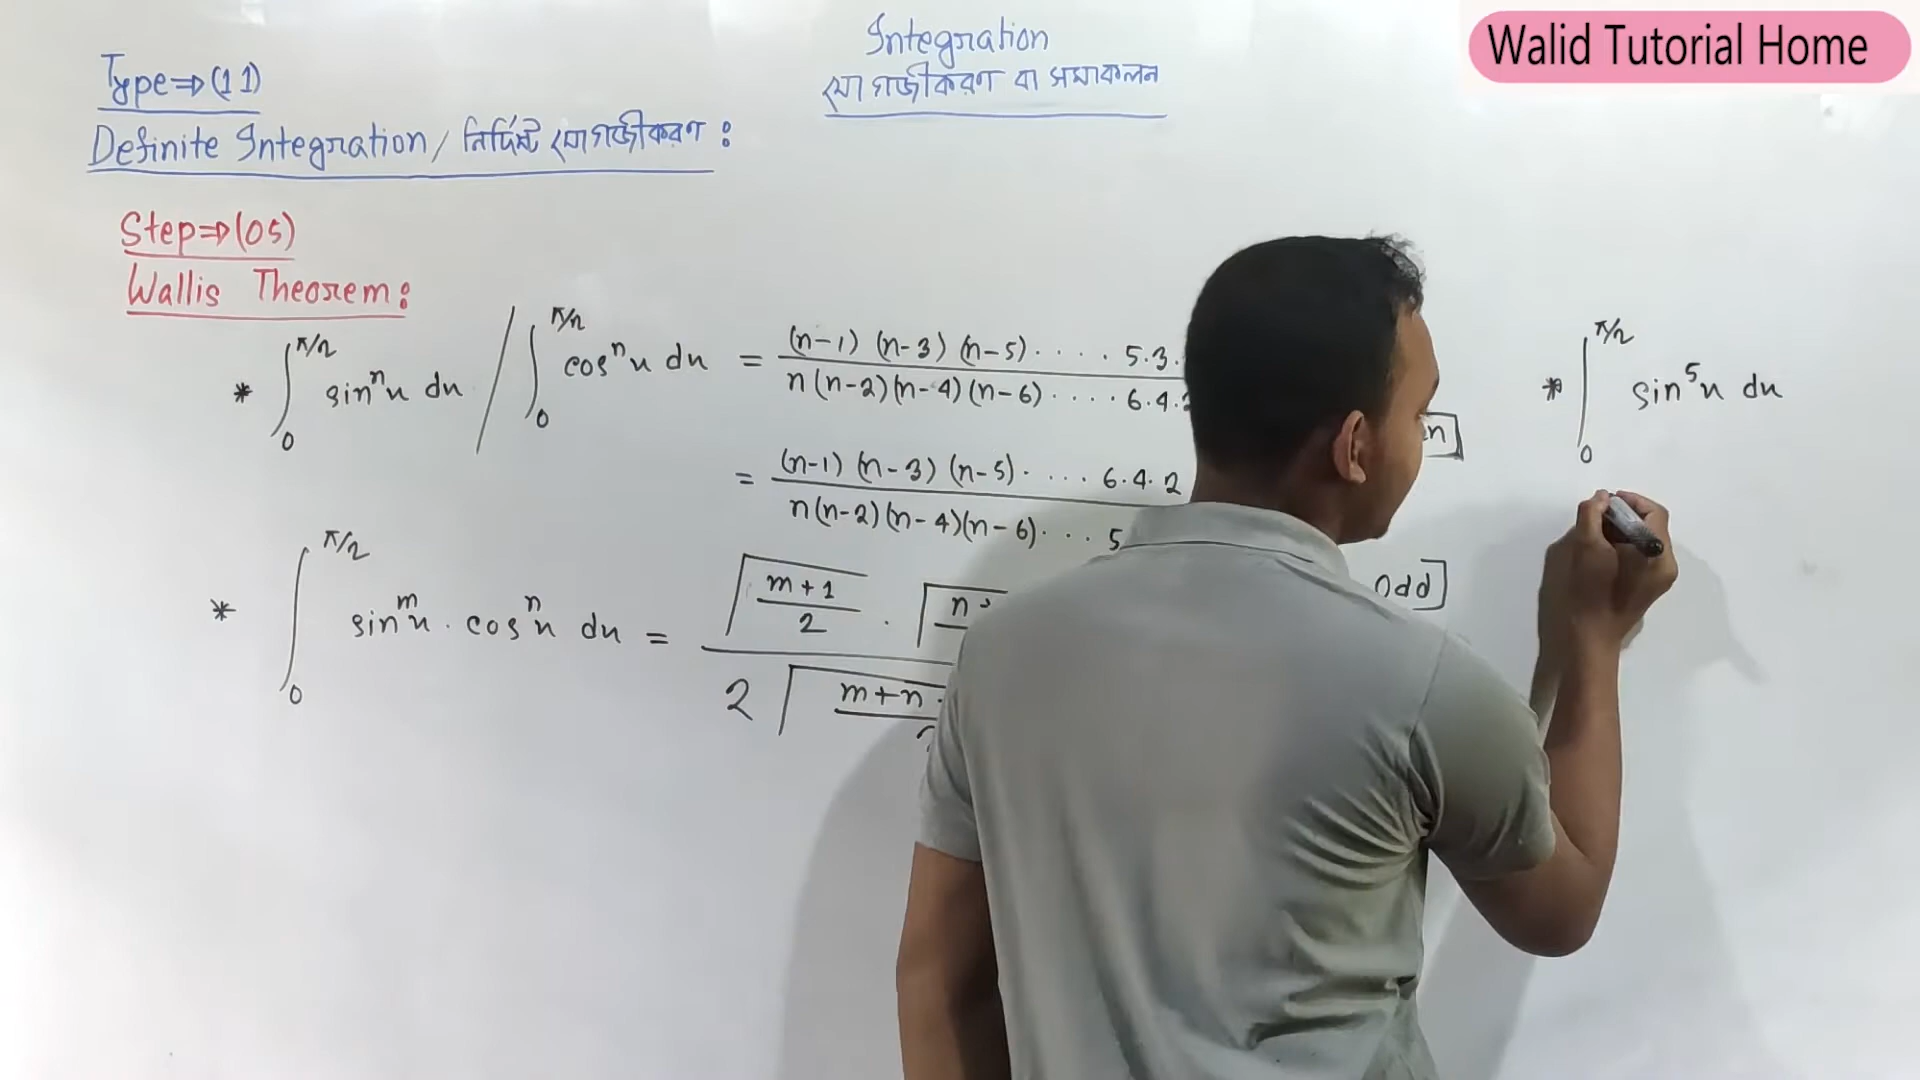 Walid Tutorial Home
Integration
যোগজীকরণ বা সমাকলন
Type⇒(11)
Definite Integration / নির্দিষ্ট যোগজীকরণ :
Step⇒(05)
Wallis Theorem:
* ∫₀^π/2 sinⁿx dx / ∫₀^π/2 cosⁿx dx = (n-1) (n-3) (n-5) . . . . 5.3. / n(n-2)(n-4)(n-6) . . . . 6.4.
n]
= (n-1) (n-3) (n-5) . . . . 6.4.2 / n(n-2)(n-4)(n-6) . . . 5
Odd]
* ∫₀^π/2 sin^m x . cos^n x dx = Γ (m+1)/2 . Γ n+ / 2 Γ m+n
* ∫₀^π/2 sin⁵x dx